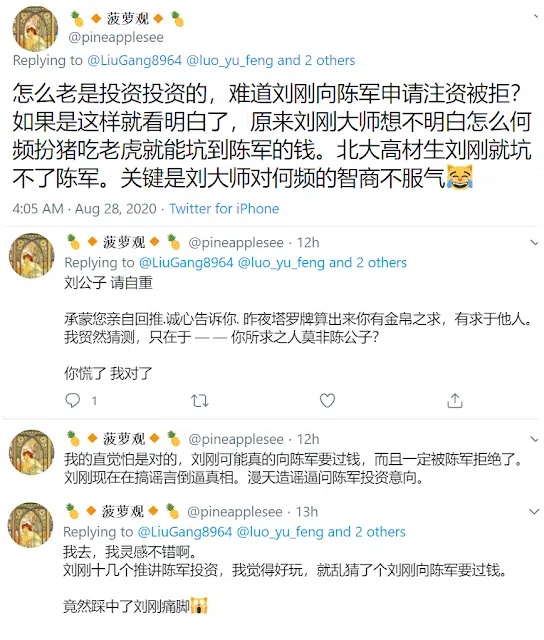 🍍🔸菠萝观🔸🍍
@pineapplesee
Replying to @LiuGang8964 @luo_yu_feng and 2 others
怎么老是投资投资的，难道刘刚向陈军申请注资被拒？
如果是这样就看明白了，原来刘刚大师想不明白怎么何
频扮猪吃老虎就能坑到陈军的钱。北大高材生刘刚就坑
不了陈军。关键是刘大师对何频的智商不服气😹
4:05 AM · Aug 28, 2020 · Twitter for iPhone
🍍🔸菠萝观🔸🍍 @pineapplesee · 12h
Replying to @LiuGang8964 @luo_yu_feng and 2 others
刘公子 请自重
承蒙您亲自回推.诚心告诉你. 昨夜塔罗牌算出来你有金帛之求，有求于他人。
我贸然猜测，只在于 — — 你所求之人莫非陈公子?
你慌了 我对了
1
🍍🔸菠萝观🔸🍍 @pineapplesee · 12h
我的直觉怕是对的，刘刚可能真的向陈军要过钱，而且一定被陈军拒绝了。
刘刚现在在搞谣言倒逼真相。漫天造谣逼问陈军投资意向。
🍍🔸菠萝观🔸🍍 @pineapplesee · 13h
Replying to @LiuGang8964 @luo_yu_feng and 2 others
我去，我灵感不错啊。
刘刚十几个推讲陈军投资，我觉得好玩，就乱猜了个刘刚向陈军要过钱。
竟然踩中了刘刚痛脚🙀